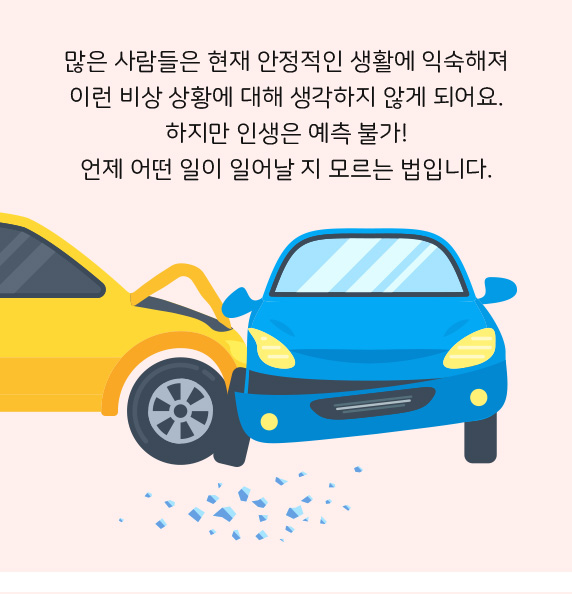 많은 사람들은 현재 안정적인 생활에 익숙해져
이런 비상 상황에 대해 생각하지 않게 되어요.
하지만 인생은 예측 불가!
언제 어떤 일이 일어날 지 모르는 법입니다.